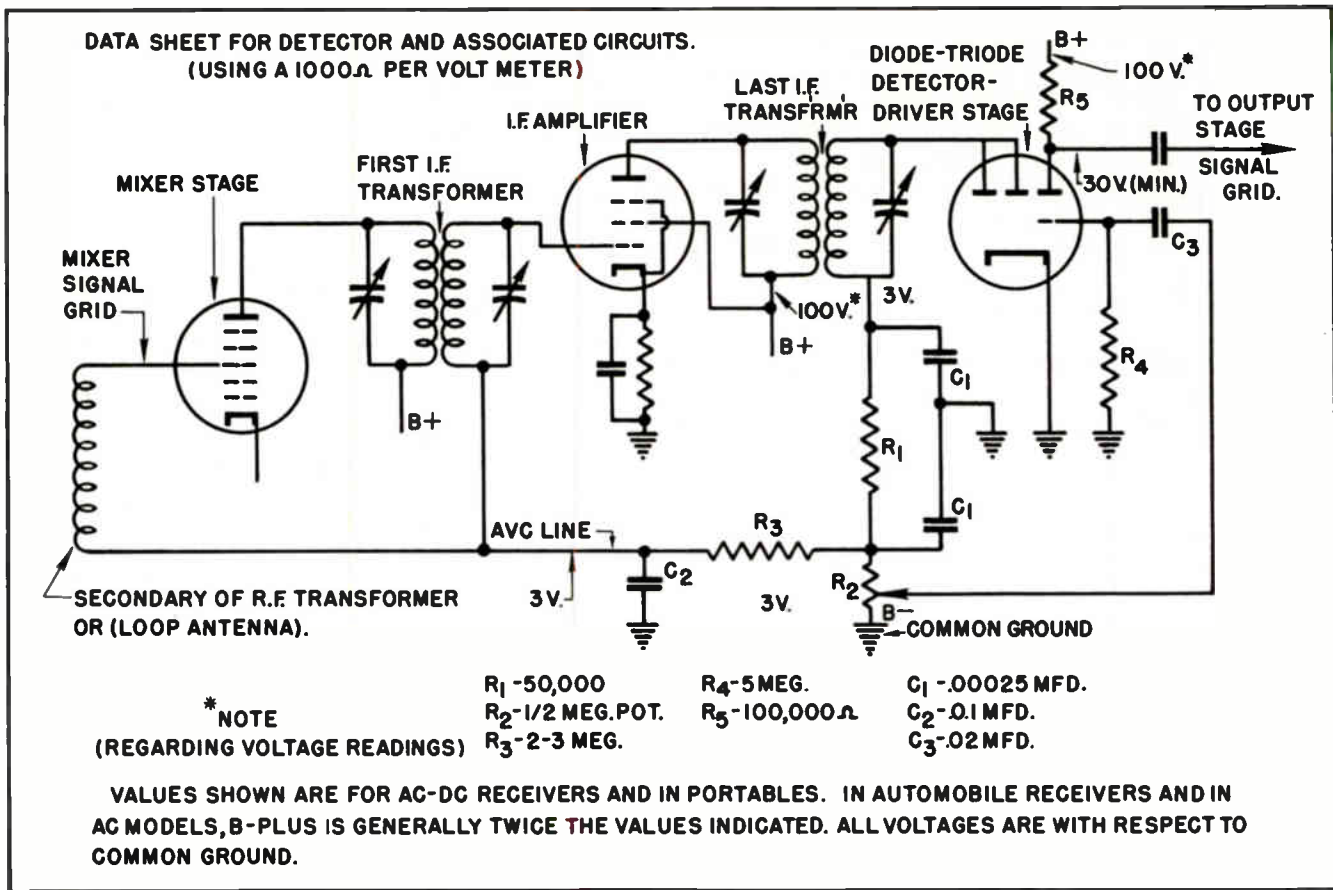 DATA SHEET FOR DETECTOR AND ASSOCIATED CIRCUITS.
(USING A 1000Ω PER VOLT METER)
B+
100 V.*
DIODE-TRIODE
DETECTOR-
DRIVER STAGE
R5
TO OUTPUT
STAGE
SIGNAL
GRID.
LAST I.F.
TRANSFRMR
I.F. AMPLIFIER
FIRST I.F.
TRANSFORMER
MIXER STAGE
30V.(MIN.)
C3
MIXER
SIGNAL
GRID
3V.
100V.*
B+
R4
C1
B+
R1
C1
AVC LINE
R3
C2
R2
3V.
3V.
B-
COMMON GROUND
SECONDARY OF R.F. TRANSFORMER
OR (LOOP ANTENNA).
R1 -50,000
R2-1/2 MEG. POT.
R3-2-3 MEG.
R4-5 MEG.
R5-100,000Ω
C1-.00025 MFD.
C2-.0.1 MFD.
C3-.02 MFD.
*NOTE
(REGARDING VOLTAGE READINGS)
VALUES SHOWN ARE FOR AC-DC RECEIVERS AND IN PORTABLES. IN AUTOMOBILE RECEIVERS AND IN
AC MODELS, B-PLUS IS GENERALLY TWICE THE VALUES INDICATED. ALL VOLTAGES ARE WITH RESPECT TO
COMMON GROUND.